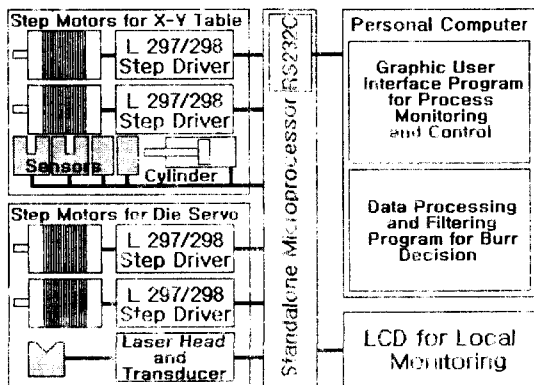 Step Motors for X-Y Table
L 297/298
Step Driver
L 297/298
Step Driver
Sensors
Cylinder
Step Motors for Die Servo
L 297/298
Step Driver
L 297/298
Step Driver
Laser Head
and
Transducer
Standalone Microprocessor
RS232C
Personal Computer
Graphic User
Interface Program
for Process
Monitoring
and Control
Data Processing
and Filtering
Program for Burr
Decision
LCD for Local
Monitoring